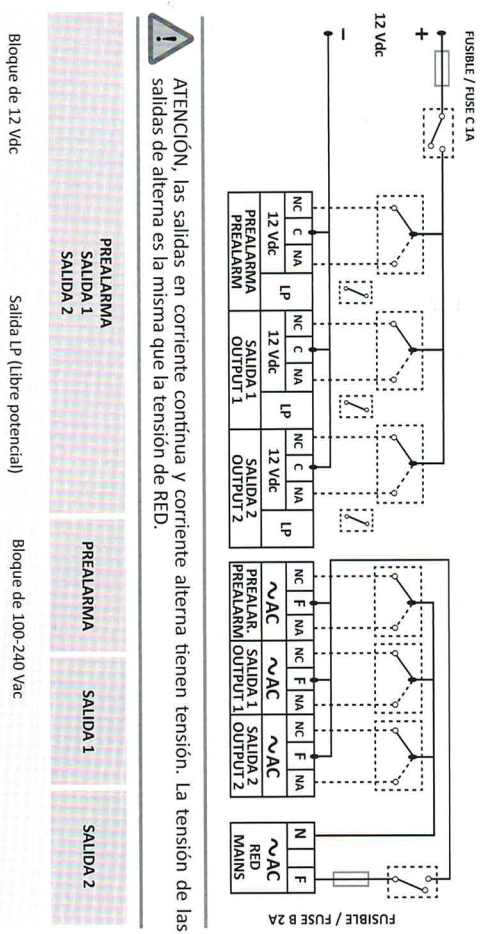 FUSIBLE / FUSE C 1A
+
12 Vdc
−
NC C NA
12 Vdc
LP
PREALARMA
PREALARM
NC C NA
12 Vdc
LP
SALIDA 1
OUTPUT 1
NC C NA
12 Vdc
LP
SALIDA 2
OUTPUT 2
NC F NA
∿AC
PREALAR.
PREALARM
NC F NA
∿AC
SALIDA 1
OUTPUT 1
NC F NA
∿AC
SALIDA 2
OUTPUT 2
N F
∿AC
RED
MAINS
FUSIBLE / FUSE B 2A
ATENCIÓN, las salidas en corriente contínua y corriente alterna tienen tensión. La tensión de las
salidas de alterna es la misma que la tensión de RED.
PREALARMA
SALIDA 1
SALIDA 2
PREALARMA
SALIDA 1
SALIDA 2
Bloque de 12 Vdc
Salida LP (Libre potencial)
Bloque de 100-240 Vac